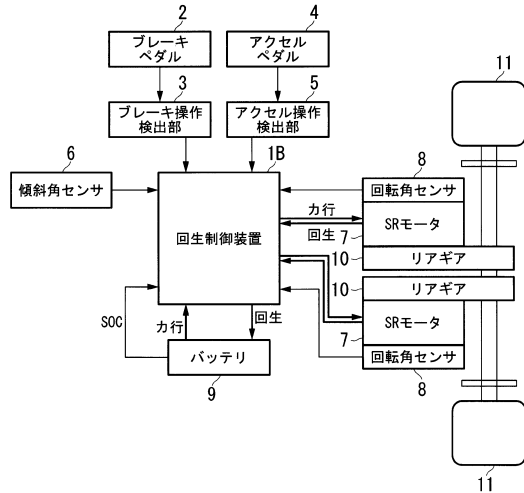 2
ブレーキ
ペダル
4
アクセル
ペダル
3
ブレーキ操作
検出部
5
アクセル操作
検出部
6
傾斜角センサ
1B
回生制御装置
力行
回生
8
回転角センサ
SRモータ
7
10
リアギア
11
10
リアギア
SRモータ
7
回転角センサ
8
11
SOC
力行
回生
バッテリ
9